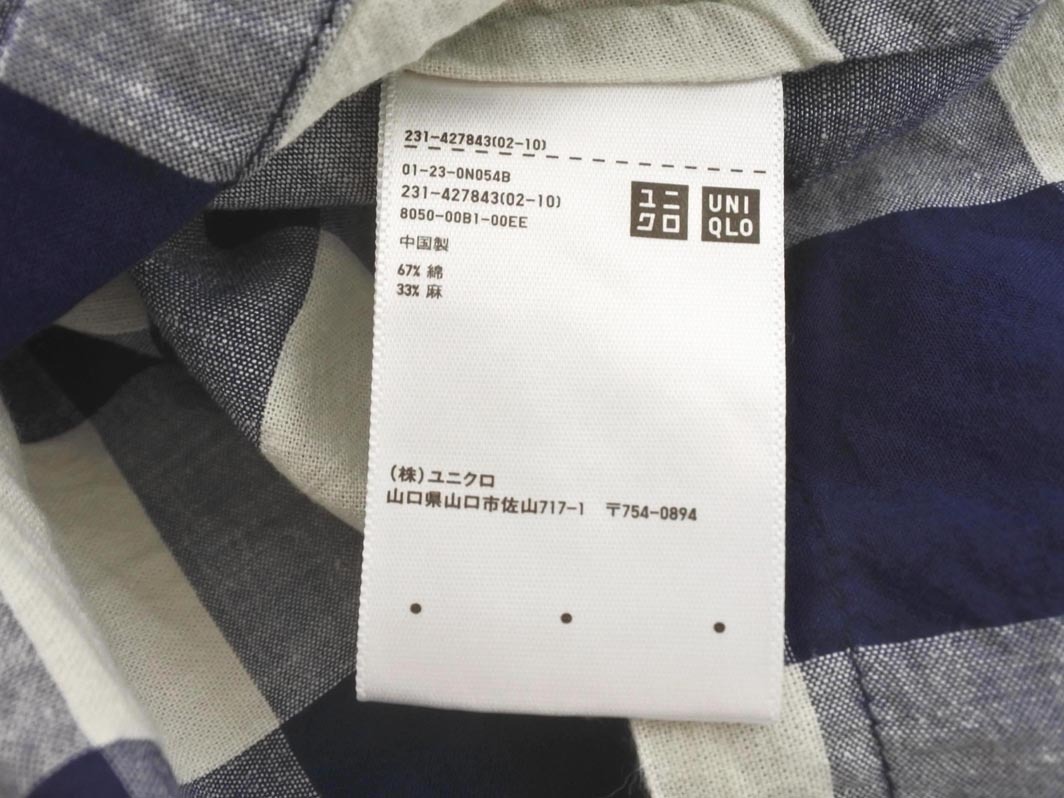 231-427843(02-10)
01-23-0N054B
231-427843(02-10)
8050-00B1-00EE
中国製
67% 綿
33% 麻
ユニ
クロ
UNI
QLO
(株)ユニクロ
山口県山口市佐山717-1 〒754-0894